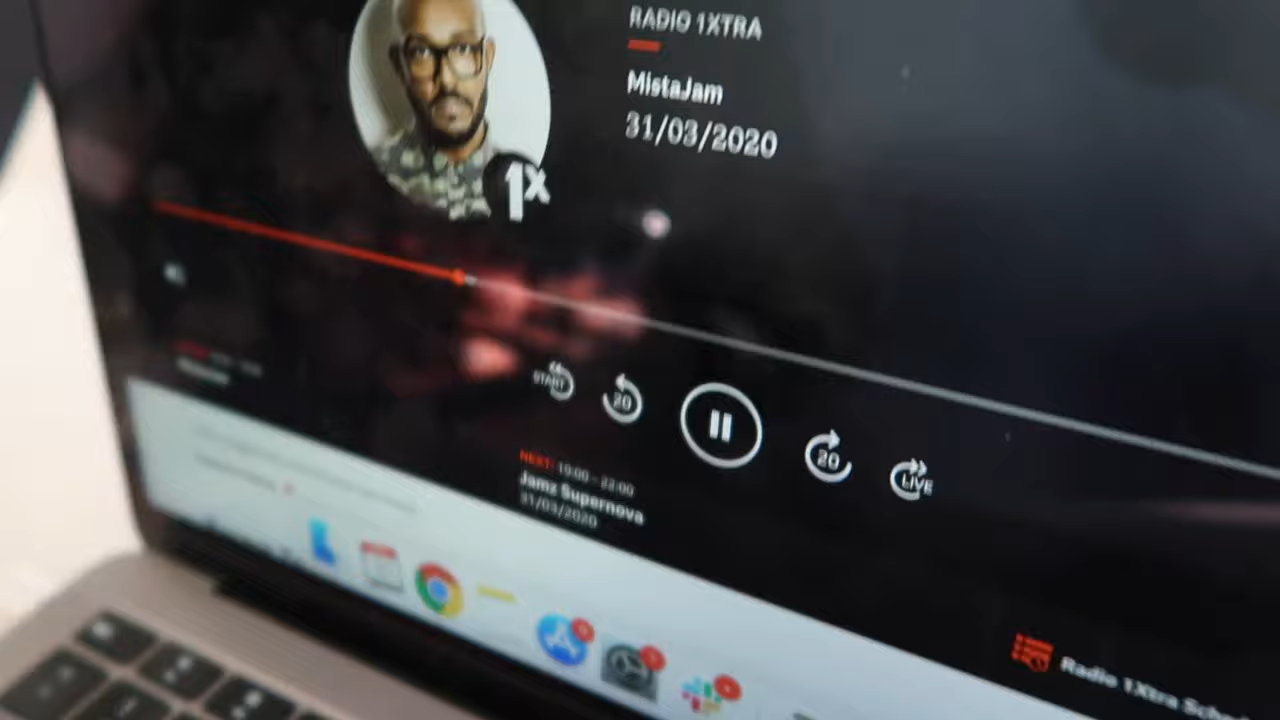 RADIO 1XTRA
MistaJam
31/03/2020
1X
START
20
20
LIVE
NEXT: 19:00 - 22:00
Jamz Supernova
31/03/2020
Radio 1Xtra